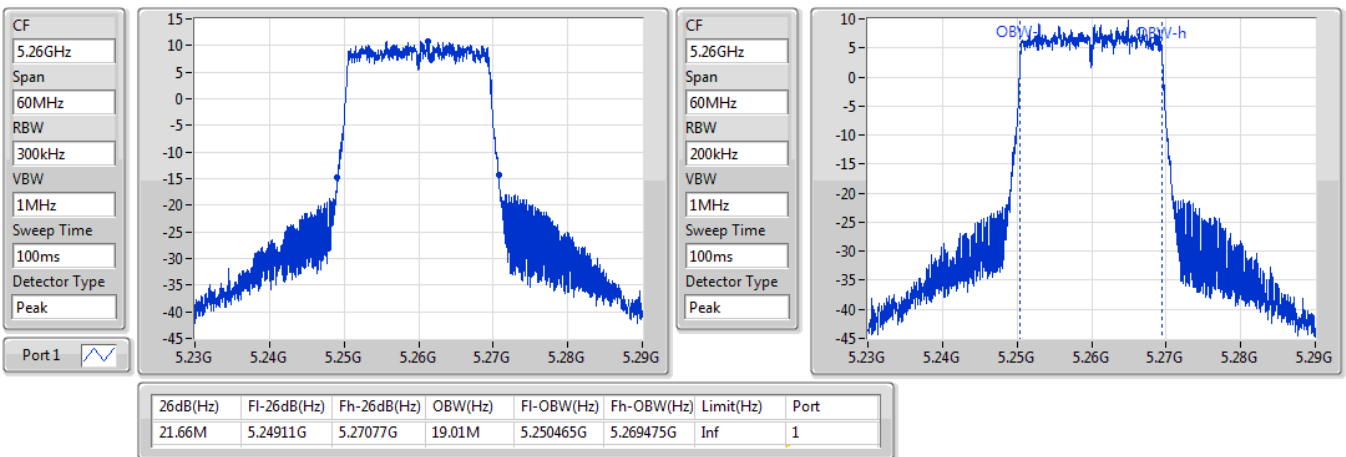 CF
5.26GHz
Span
60MHz
RBW
300kHz
VBW
1MHz
Sweep Time
100ms
Detector Type
Peak
Port 1
15
10
5
0
-5
-10
-15
-20
-25
-30
-35
-40
-45
5.23G 5.24G 5.25G 5.26G 5.27G 5.28G 5.29G
CF
5.26GHz
Span
60MHz
RBW
200kHz
VBW
1MHz
Sweep Time
100ms
Detector Type
Peak
10
5
0
-5
-10
-15
-20
-25
-30
-35
-40
-45
OBW-h
5.23G 5.24G 5.25G 5.26G 5.27G 5.28G 5.29G
26dB(Hz) Fl-26dB(Hz) Fh-26dB(Hz) OBW(Hz) Fl-OBW(Hz) Fh-OBW(Hz) Limit(Hz) Port
21.66M 5.24911G 5.27077G 19.01M 5.250465G 5.269475G Inf 1